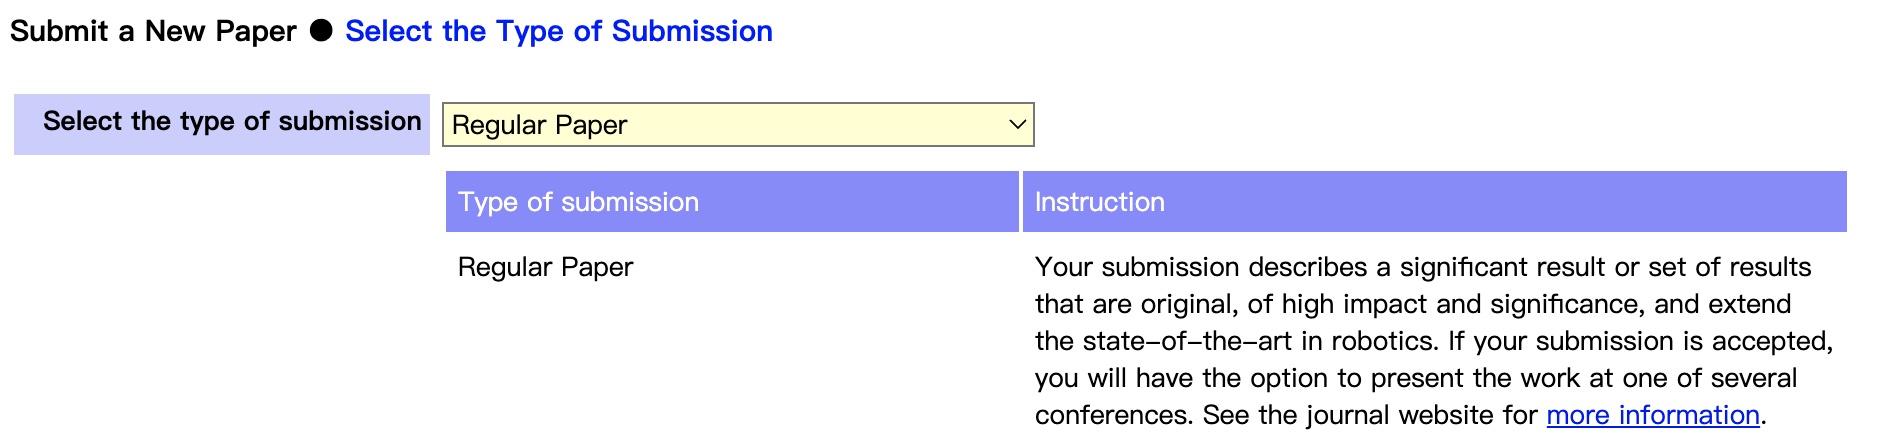 Submit a New Paper ● Select the Type of Submission
Select the type of submission
Regular Paper
Type of submission
Instruction
Regular Paper
Your submission describes a significant result or set of results
that are original, of high impact and significance, and extend
the state-of-the-art in robotics. If your submission is accepted,
you will have the option to present the work at one of several
conferences. See the journal website for more information.